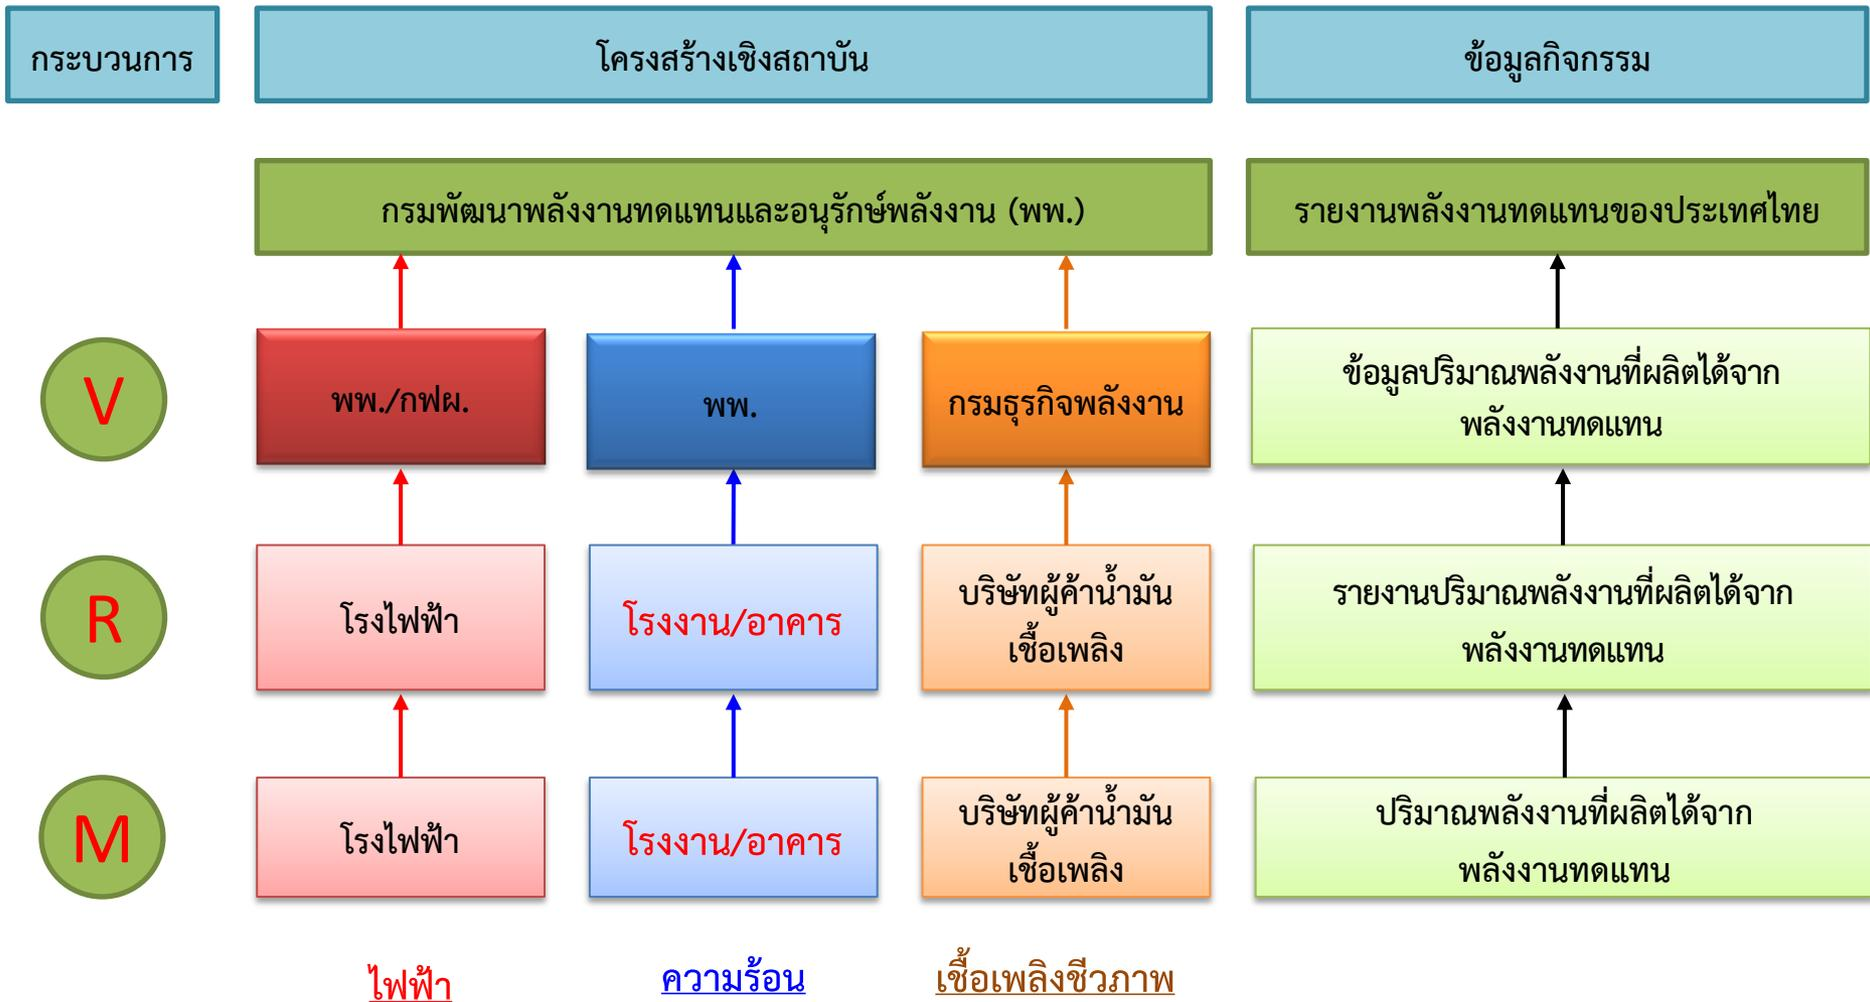 กระบวนการ
โครงสร้างเชิงสถาบัน
ข้อมูลกิจกรรม
กรมพัฒนาพลังงานทดแทนและอนุรักษ์พลังงาน (พพ.)
รายงานพลังงานทดแทนของประเทศไทย
V
พพ./กฟผ.
พพ.
กรมธุรกิจพลังงาน
ข้อมูลปริมาณพลังงานที่ผลิตได้จาก
พลังงานทดแทน
R
โรงไฟฟ้า
โรงงาน/อาคาร
บริษัทผู้ค้าน้ำมัน
เชื้อเพลิง
รายงานปริมาณพลังงานที่ผลิตได้จาก
พลังงานทดแทน
M
โรงไฟฟ้า
โรงงาน/อาคาร
บริษัทผู้ค้าน้ำมัน
เชื้อเพลิง
ปริมาณพลังงานที่ผลิตได้จาก
พลังงานทดแทน
ไฟฟ้า
ความร้อน
เชื้อเพลิงชีวภาพ